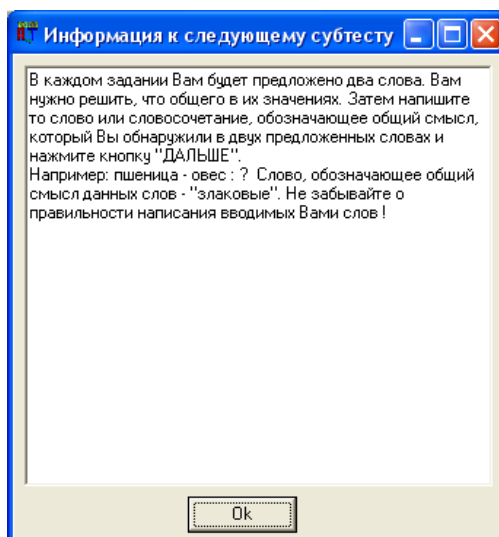 Информация к следующему субтесту
В каждом задании Вам будет предложено два слова. Вам
нужно решить, что общего в их значениях. Затем напишите
то слово или словосочетание, обозначающее общий смысл,
который Вы обнаружили в двух предложенных словах и
нажмите кнопку "ДАЛЬШЕ".
Например: пшеница - овес : ? Слово, обозначающее общий
смысл данных слов - "злаковые". Не забывайте о
правильности написания вводимых Вами слов !
Ok